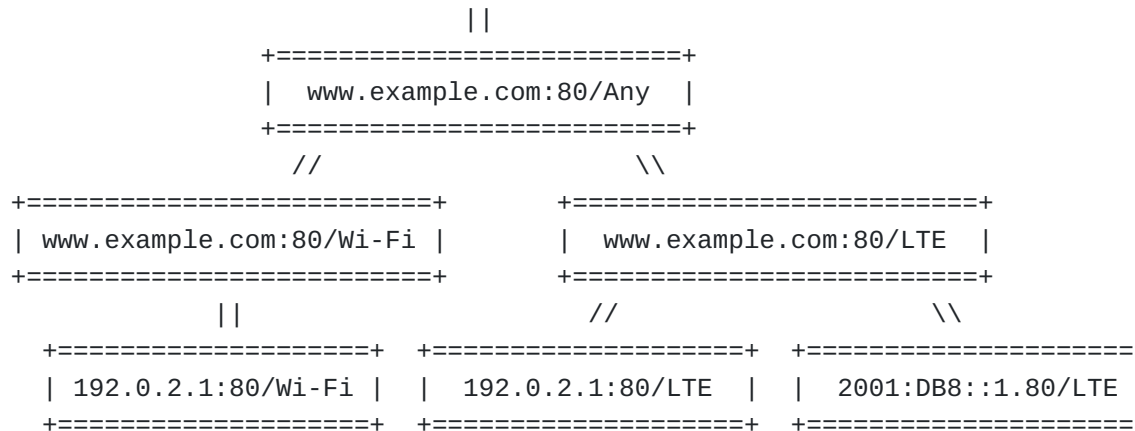 ||
+==========================+
|  www.example.com:80/Any  |
+==========================+
//                    \\
+==========================+       +==========================+
| www.example.com:80/Wi-Fi |       |  www.example.com:80/LTE  |
+==========================+       +==========================+
||                      //                    \\
+====================+  +====================+  +=====================
| 192.0.2.1:80/Wi-Fi |  |  192.0.2.1:80/LTE  |  |  2001:DB8::1.80/LTE
+====================+  +====================+  +=====================